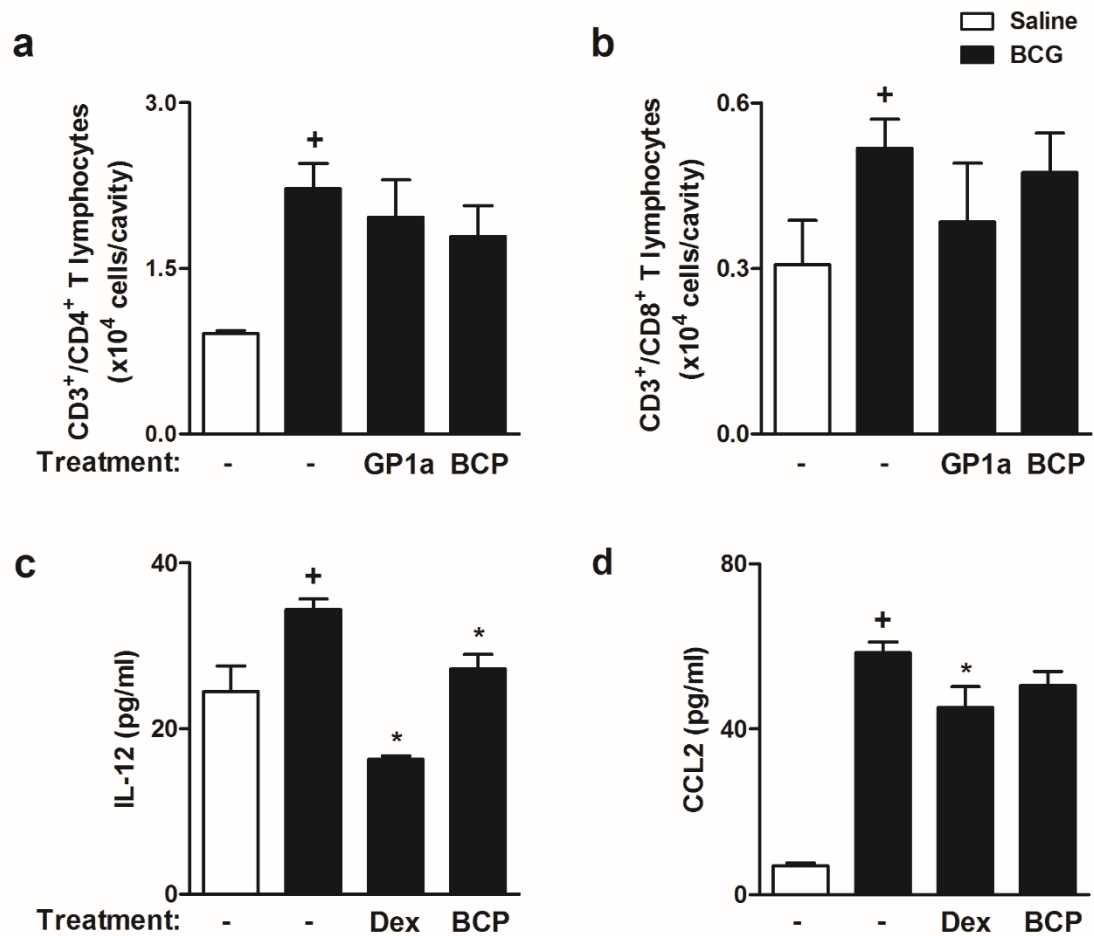 Saline
BCG
a
CD3⁺/CD4⁺ T lymphocytes
(x10⁴ cells/cavity)
3.0
1.5
0.0
+
Treatment: - - GP1a BCP
b
CD3⁺/CD8⁺ T lymphocytes
(x10⁴ cells/cavity)
0.6
0.3
0.0
+
- - GP1a BCP
c
IL-12 (pg/ml)
40
20
0
+
*
*
Treatment: - - Dex BCP
d
CCL2 (pg/ml)
80
40
0
+
*
- - Dex BCP